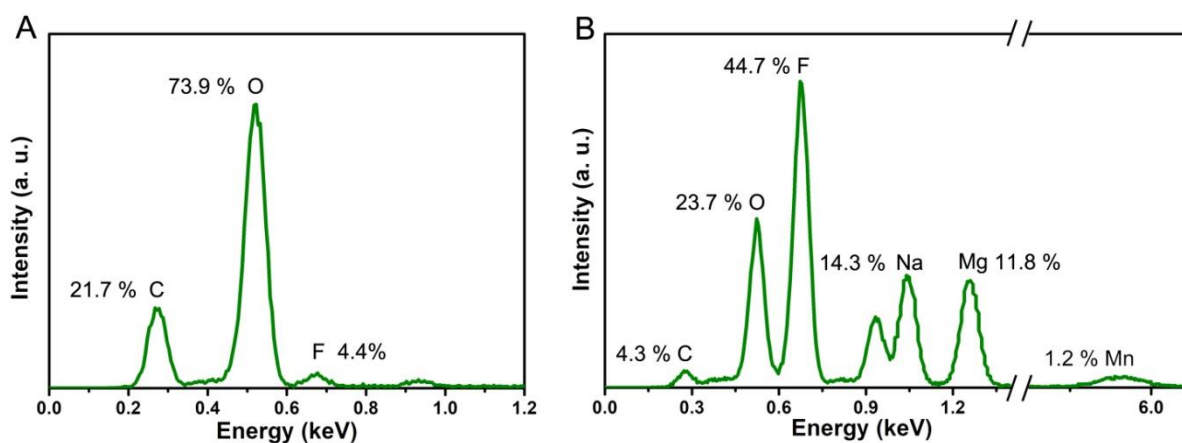 A
73.9 % O
21.7 % C
F 4.4%
Intensity (a. u.)
0.0 0.2 0.4 0.6 0.8 1.0 1.2
Energy (keV)
B
44.7 % F
23.7 % O
14.3 % Na
Mg 11.8 %
4.3 % C
1.2 % Mn
Intensity (a. u.)
0.0 0.3 0.6 0.9 1.2 6.0
Energy (keV)